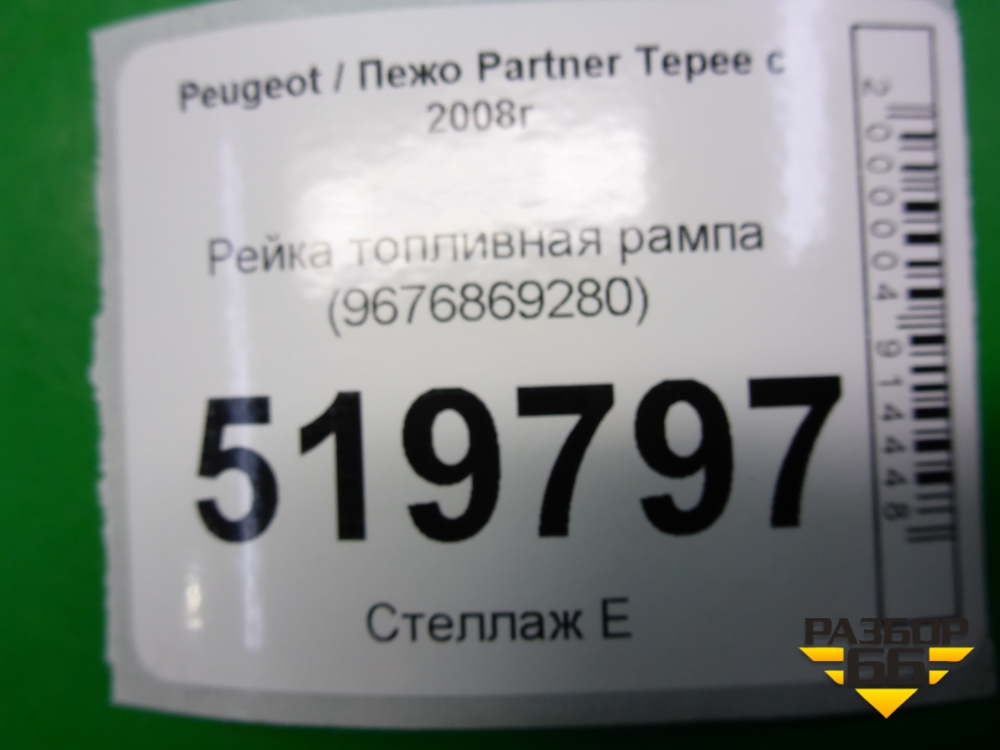 Peugeot / Пежо Partner Tepee с
2008г
Рейка топливная рампа
(9676869280)
519797
Стеллаж Е
2000004914448
РАЗБОР
66